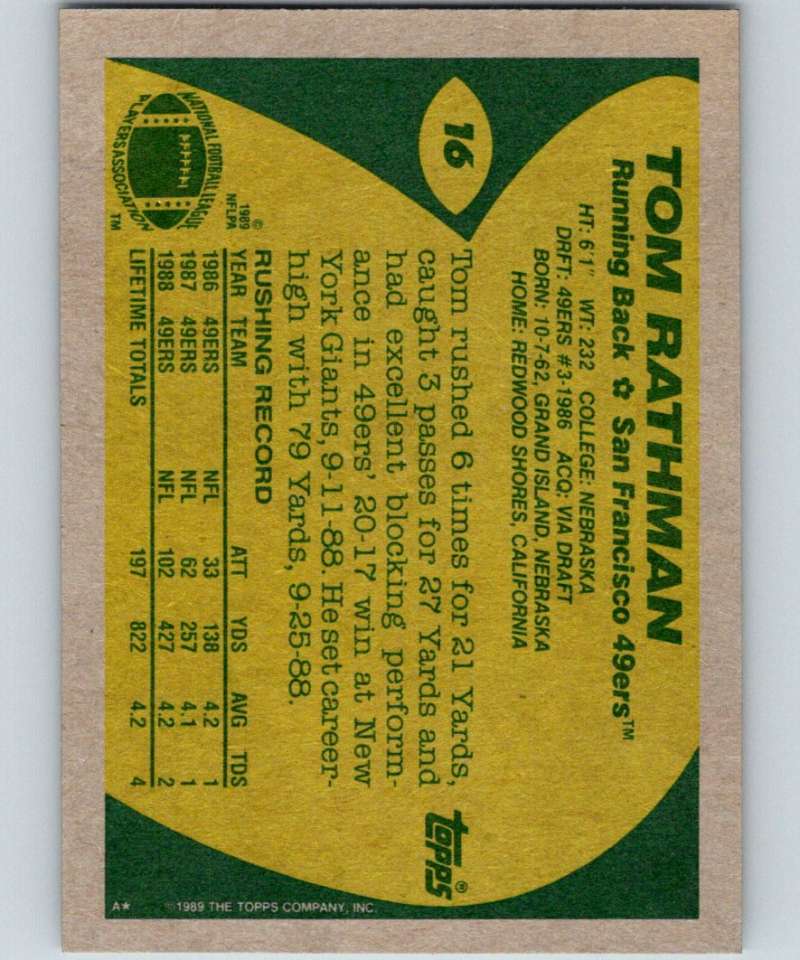 16
TOM RATHMAN
Running Back ✩ San Francisco 49ers™
HT: 6'1" WT: 232 COLLEGE: NEBRASKA
DRFT: 49ERS #3-1986 ACQ: VIA DRAFT
BORN: 10-7-62, GRAND ISLAND, NEBRASKA
HOME: REDWOOD SHORES, CALIFORNIA
Tom rushed 6 times for 21 Yards,
caught 3 passes for 27 Yards and
had excellent blocking perform-
ance in 49ers' 20-17 win at New
York Giants, 9-11-88. He set career-
high with 79 Yards, 9-25-88.
topps®
NATIONAL FOOTBALL LEAGUE
PLAYERS ASSOCIATION
™
©
1989
NFLPA
RUSHING RECORD
YEAR TEAM ATT YDS AVG TDS
1986 49ERS NFL 33 138 4.2 1
1987 49ERS NFL 62 257 4.1 1
1988 49ERS NFL 102 427 4.2 2
LIFETIME TOTALS 197 822 4.2 4
A★ ©1989 THE TOPPS COMPANY, INC.